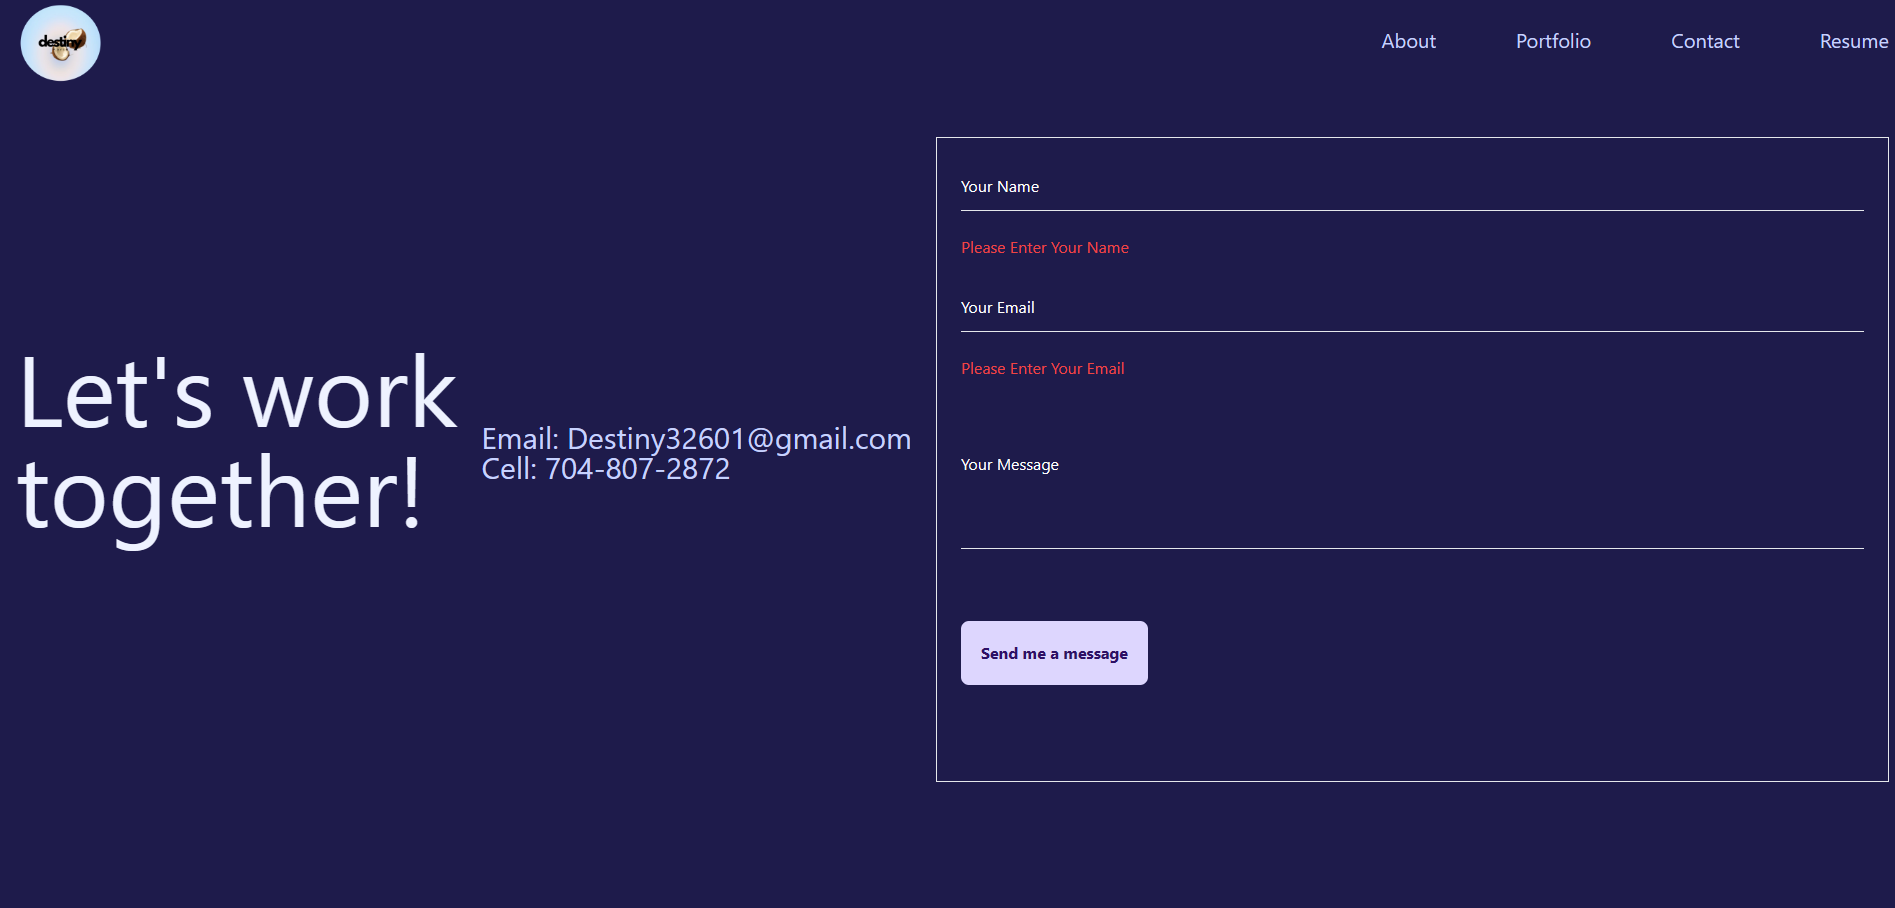 destiny
About
Portfolio
Contact
Resume
Let's work
together!
Email: Destiny32601@gmail.com
Cell: 704-807-2872
Your Name
Please Enter Your Name
Your Email
Please Enter Your Email
Your Message
Send me a message